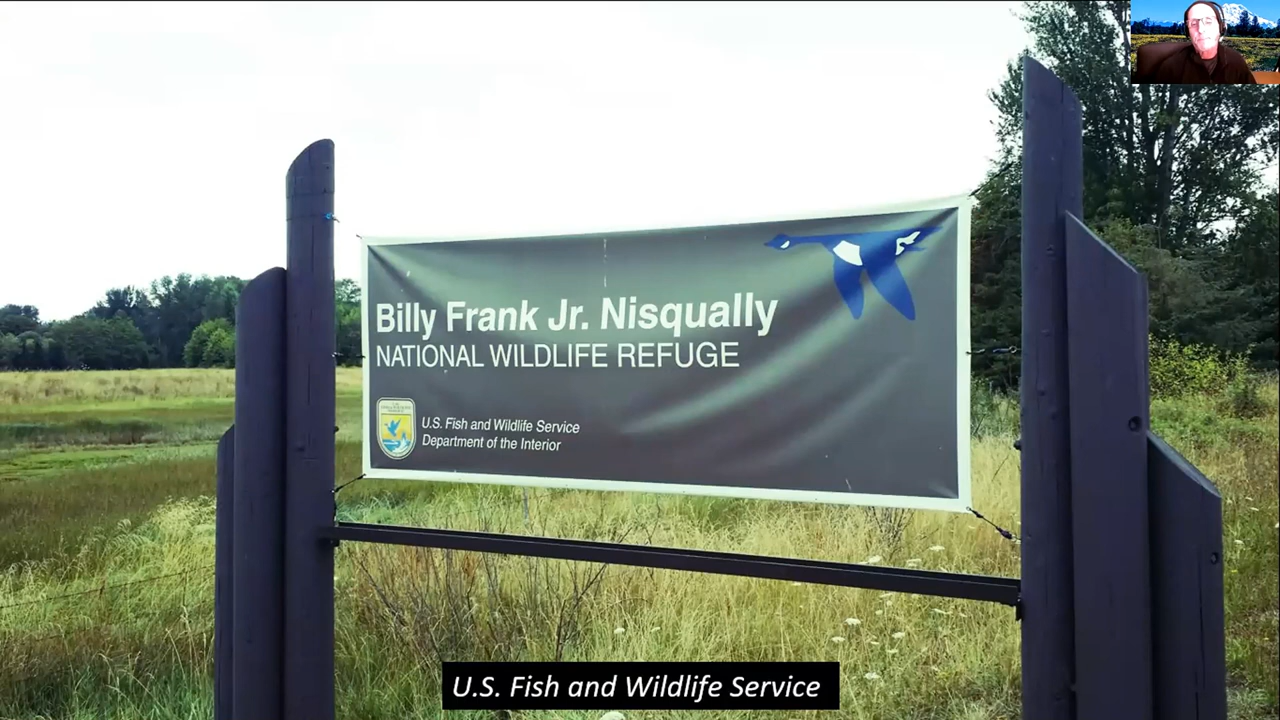 Billy Frank Jr. Nisqually
NATIONAL WILDLIFE REFUGE
U.S. Fish and Wildlife Service
Department of the Interior
U.S. Fish and Wildlife Service